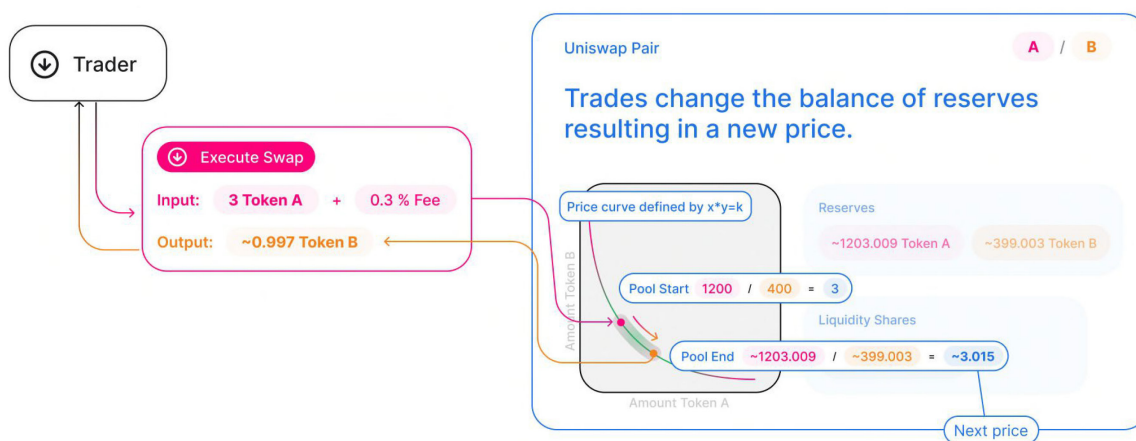 Trader
Execute Swap
Input: 3 Token A + 0.3 % Fee
Output: ~0.997 Token B
Uniswap Pair
A / B
Trades change the balance of reserves
resulting in a new price.
Price curve defined by x*y=k
Amount Token B
Pool Start 1200 / 400 = 3
Pool End ~1203.009 / ~399.003 = ~3.015
Amount Token A
Reserves
~1203.009 Token A ~399.003 Token B
Liquidity Shares
Next price